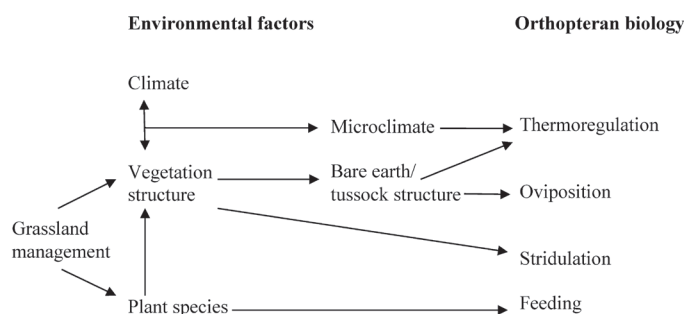 Environmental factors
Orthopteran biology
Climate
Microclimate
Thermoregulation
Vegetation
structure
Bare earth/
tussock structure
Oviposition
Grassland
management
Stridulation
Plant species
Feeding